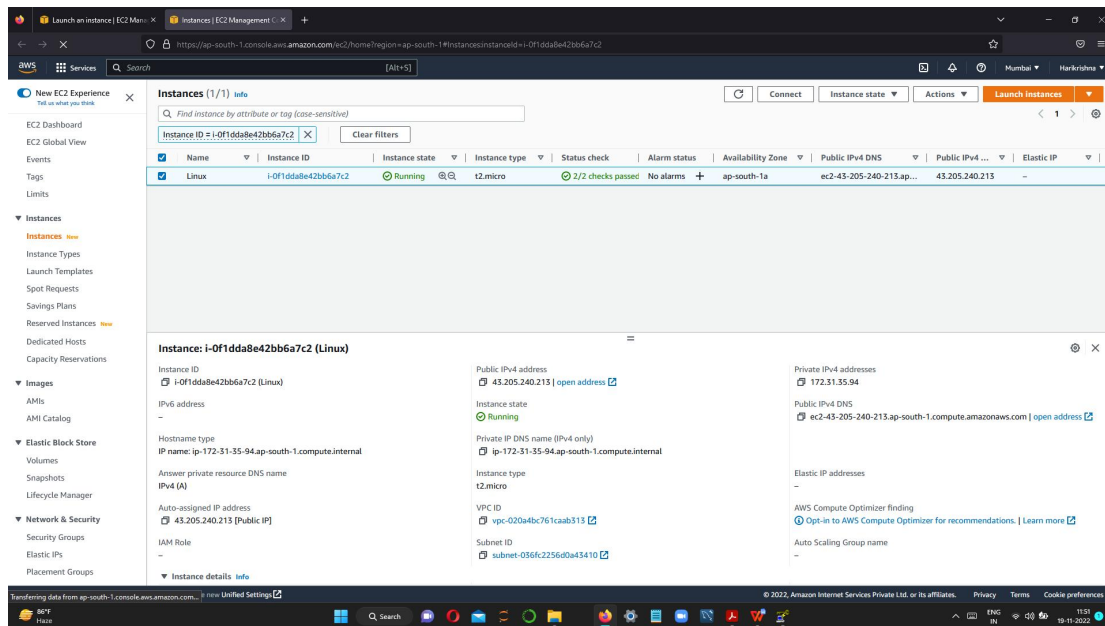 Launch an instance | EC2 Mana
Instances | EC2 Management C
https://ap-south-1.console.aws.amazon.com/ec2/home?region=ap-south-1#Instances:instanceId=i-0f1dda8e42bb6a7c2
aws Services Search [Alt+S] Mumbai ▼ Harikrishna ▼
New EC2 Experience
Tell us what you think
EC2 Dashboard
EC2 Global View
Events
Tags
Limits
▼ Instances
Instances New
Instance Types
Launch Templates
Spot Requests
Savings Plans
Reserved Instances New
Dedicated Hosts
Capacity Reservations
▼ Images
AMIs
AMI Catalog
▼ Elastic Block Store
Volumes
Snapshots
Lifecycle Manager
▼ Network & Security
Security Groups
Elastic IPs
Placement Groups
Instances (1/1) Info
Connect Instance state ▼ Actions ▼ Launch instances ▼
Find instance by attribute or tag (case-sensitive)
< 1 >
Instance ID = i-0f1dda8e42bb6a7c2 X Clear filters
Name Instance ID Instance state Instance type Status check Alarm status Availability Zone Public IPv4 DNS Public IPv4 ... Elastic IP
Linux i-0f1dda8e42bb6a7c2 Running t2.micro 2/2 checks passed No alarms + ap-south-1a ec2-43-205-240-213.ap... 43.205.240.213 –
Instance: i-0f1dda8e42bb6a7c2 (Linux)
Instance ID
i-0f1dda8e42bb6a7c2 (Linux)
Public IPv4 address
43.205.240.213 | open address
Private IPv4 addresses
172.31.35.94
IPv6 address
–
Instance state
Running
Public IPv4 DNS
ec2-43-205-240-213.ap-south-1.compute.amazonaws.com | open address
Hostname type
IP name: ip-172-31-35-94.ap-south-1.compute.internal
Private IP DNS name (IPv4 only)
ip-172-31-35-94.ap-south-1.compute.internal
Answer private resource DNS name
IPv4 (A)
Instance type
t2.micro
Elastic IP addresses
–
Auto-assigned IP address
43.205.240.213 [Public IP]
VPC ID
vpc-020a4bc761caab313
AWS Compute Optimizer finding
Opt-in to AWS Compute Optimizer for recommendations. | Learn more
IAM Role
–
Subnet ID
subnet-036fc2256d0a43410
Auto Scaling Group name
–
▼ Instance details Info
Transferring data from ap-south-1.console.aws.amazon.com...
new Unified Settings
© 2022, Amazon Internet Services Private Ltd. or its affiliates. Privacy Terms Cookie preferences
86°F
Haze
Search
ENG
IN
11:51
19-11-2022